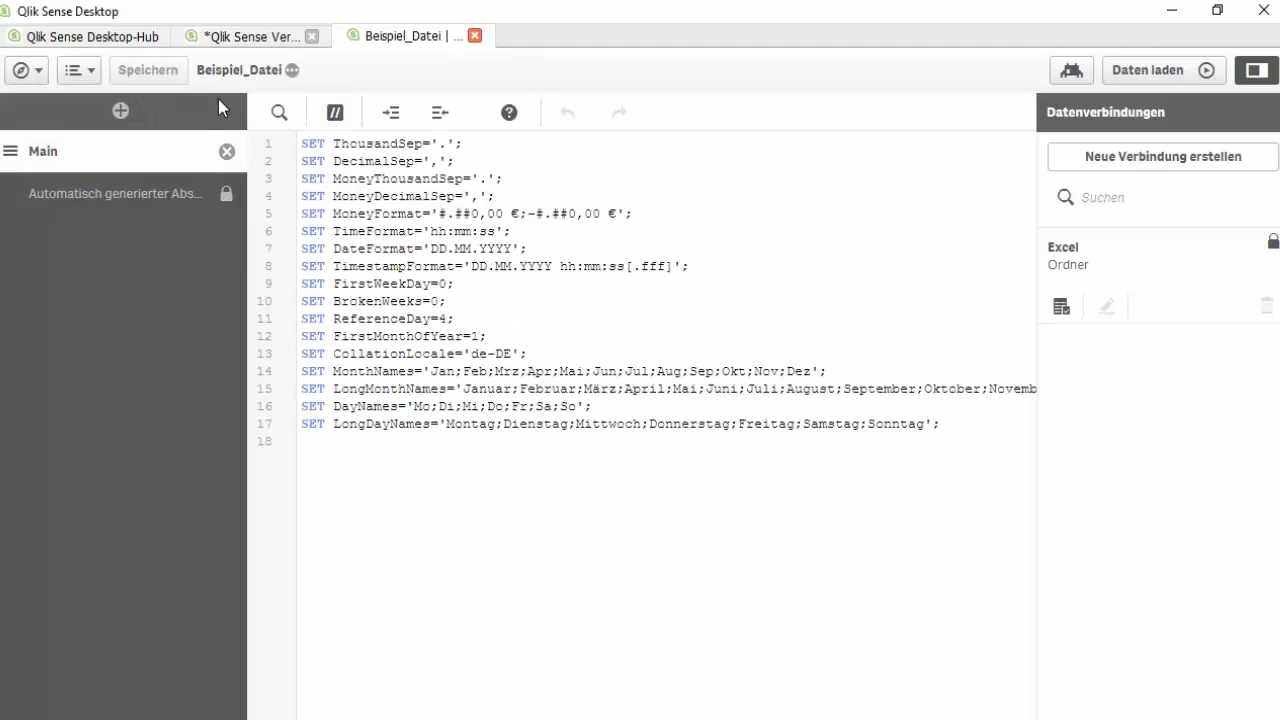 Qlik Sense Desktop
Qlik Sense Desktop-Hub
*Qlik Sense Ver...
Beispiel_Datei | ...
Speichern
Beispiel_Datei
Daten laden
Main
Automatisch generierter Abs...
1 SET ThousandSep='.';
2 SET DecimalSep=',';
3 SET MoneyThousandSep='.';
4 SET MoneyDecimalSep=',';
5 SET MoneyFormat='#.##0,00 €;-#.##0,00 €';
6 SET TimeFormat='hh:mm:ss';
7 SET DateFormat='DD.MM.YYYY';
8 SET TimestampFormat='DD.MM.YYYY hh:mm:ss[.fff]';
9 SET FirstWeekDay=0;
10 SET BrokenWeeks=0;
11 SET ReferenceDay=4;
12 SET FirstMonthOfYear=1;
13 SET CollationLocale='de-DE';
14 SET MonthNames='Jan;Feb;Mrz;Apr;Mai;Jun;Jul;Aug;Sep;Okt;Nov;Dez';
15 SET LongMonthNames='Januar;Februar;März;April;Mai;Juni;Juli;August;September;Oktober;Novemb
16 SET DayNames='Mo;Di;Mi;Do;Fr;Sa;So';
17 SET LongDayNames='Montag;Dienstag;Mittwoch;Donnerstag;Freitag;Samstag;Sonntag';
18
Datenverbindungen
Neue Verbindung erstellen
Suchen
Excel
Ordner